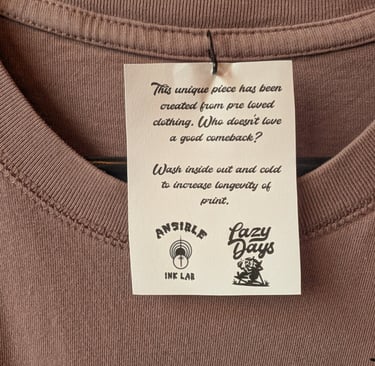 This unique piece has been
created from pre loved
clothing. Who doesn't love
a good comeback?
Wash inside out and cold
to increase longevity of
print.
ANSIBLE
INK LAB
Lazy
Days